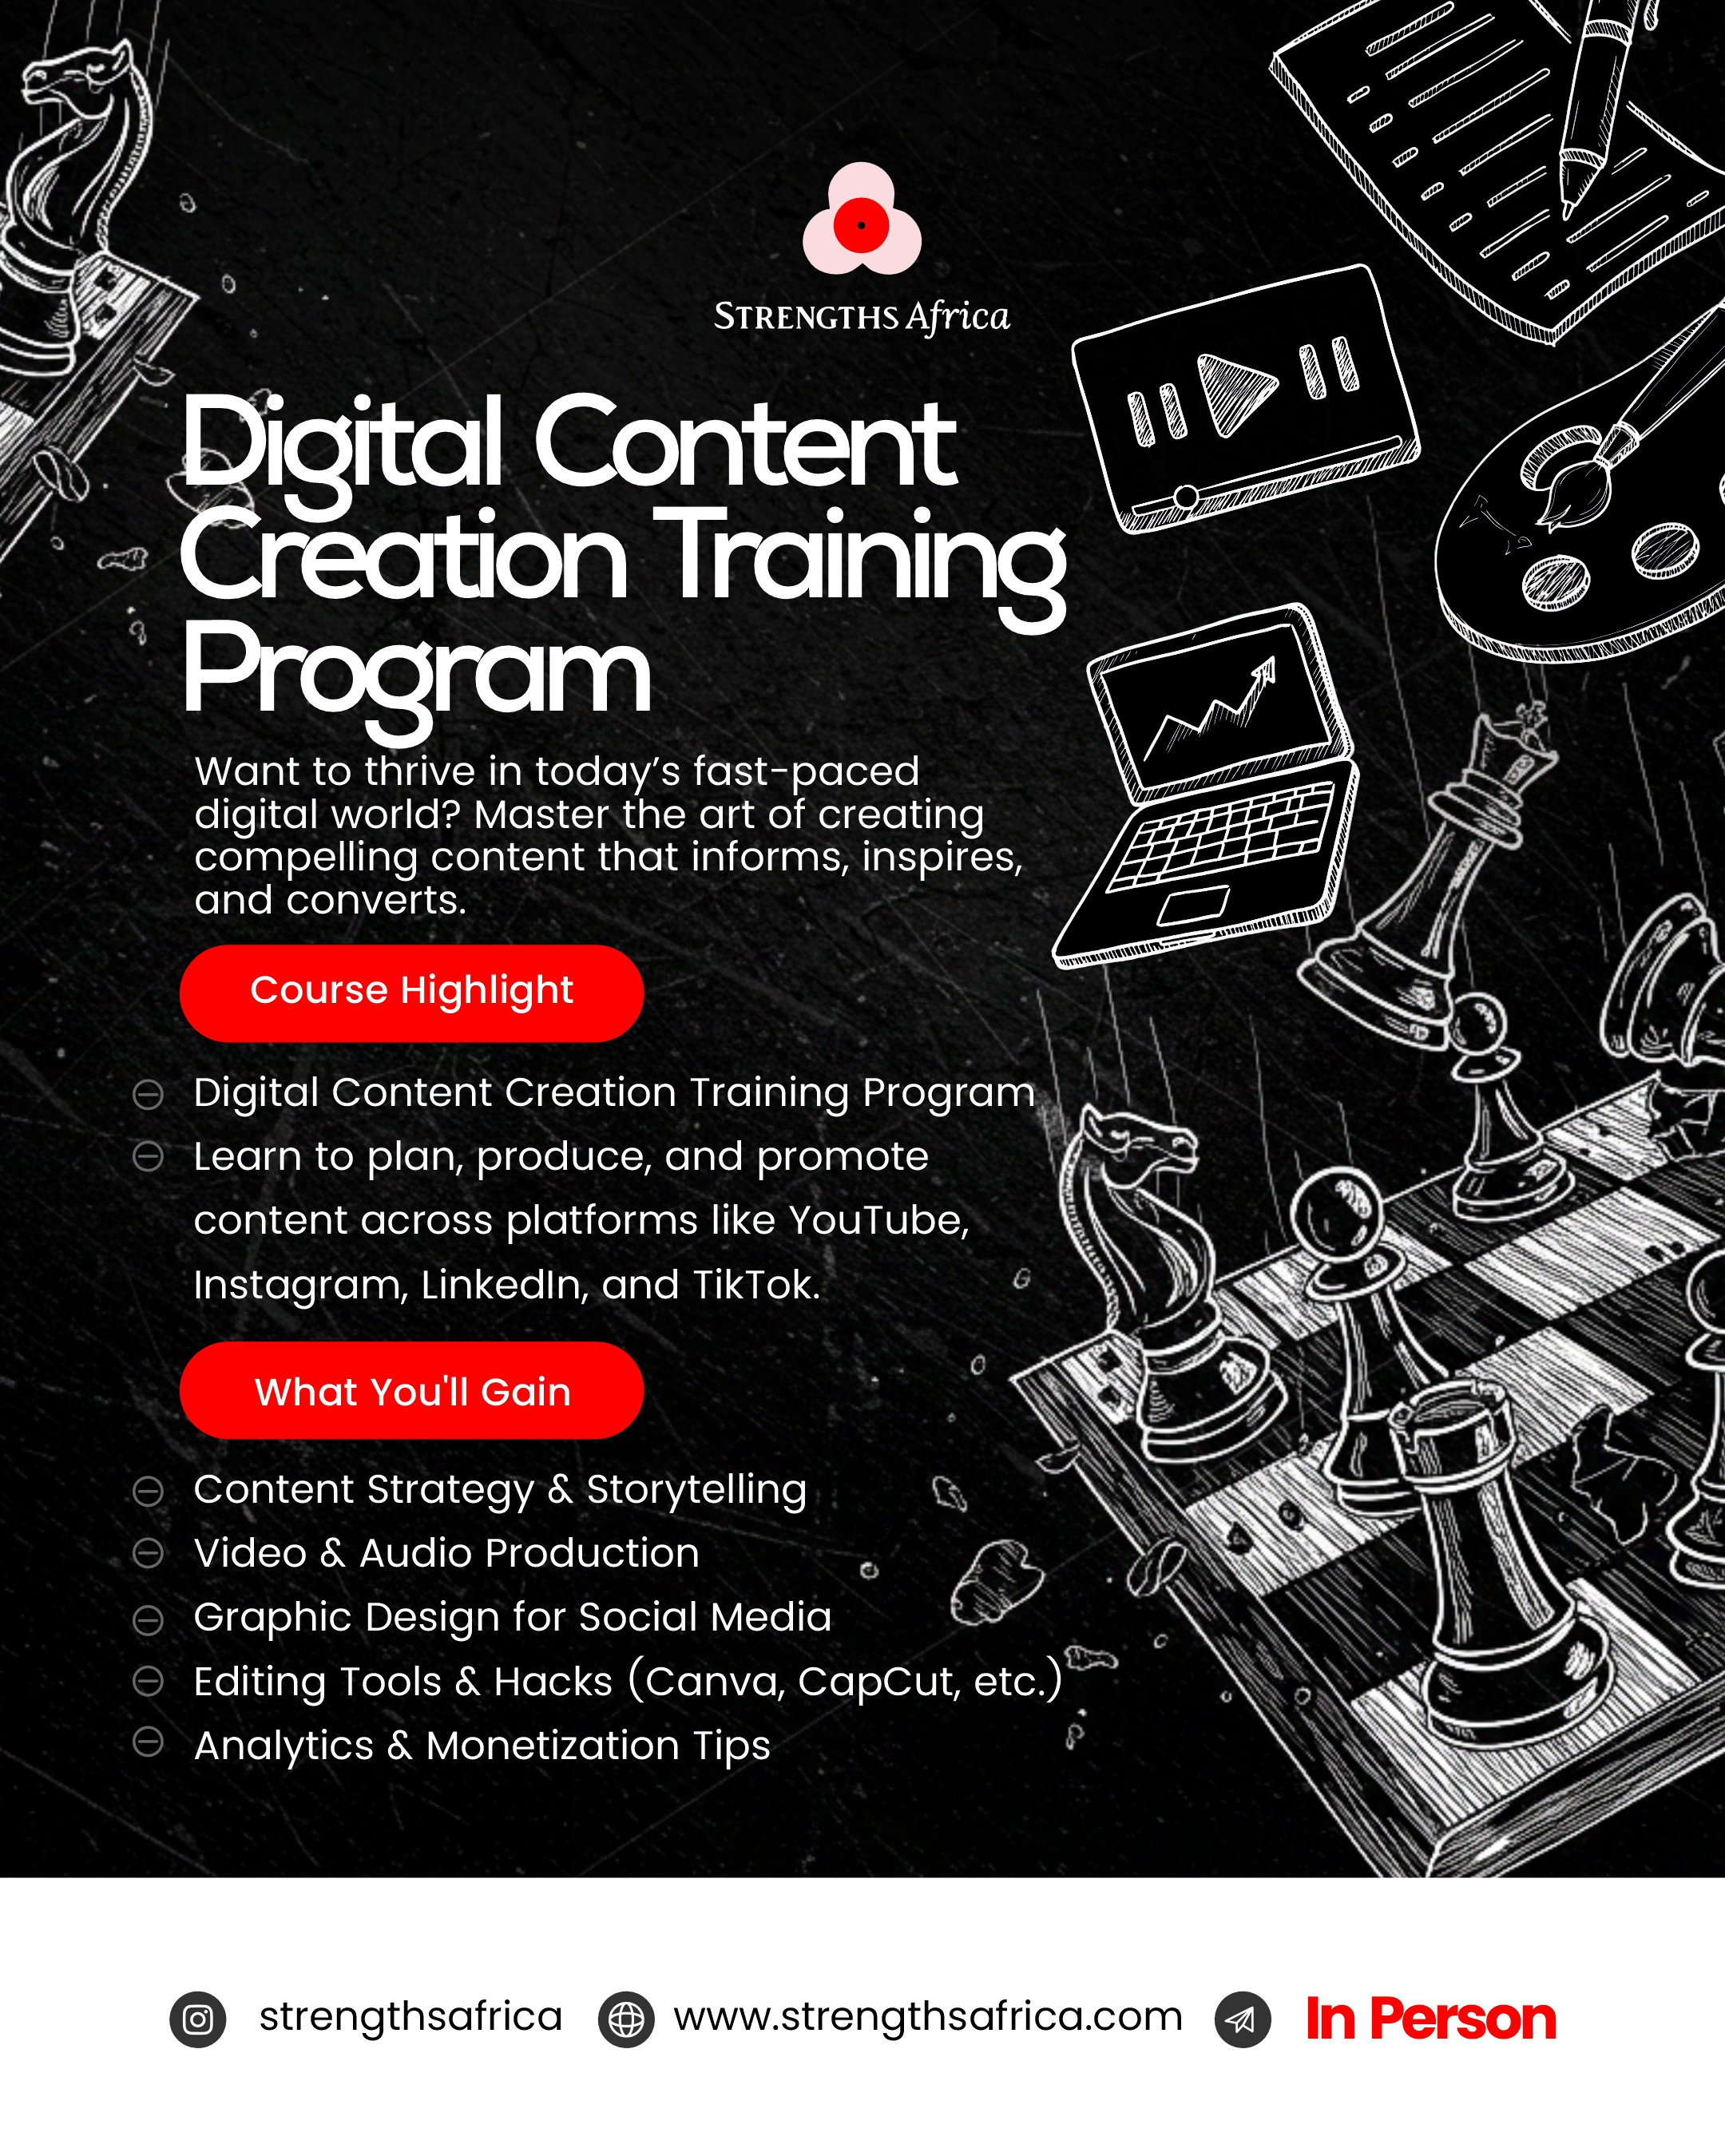 STRENGTHS Africa
Digital Content
Creation Training
Program
Want to thrive in today’s fast-paced
digital world? Master the art of creating
compelling content that informs, inspires,
and converts.
Course Highlight
Digital Content Creation Training Program
Learn to plan, produce, and promote
content across platforms like YouTube,
Instagram, LinkedIn, and TikTok.
What You'll Gain
Content Strategy & Storytelling
Video & Audio Production
Graphic Design for Social Media
Editing Tools & Hacks (Canva, CapCut, etc.)
Analytics & Monetization Tips
strengthsafrica www.strengthsafrica.com In Person